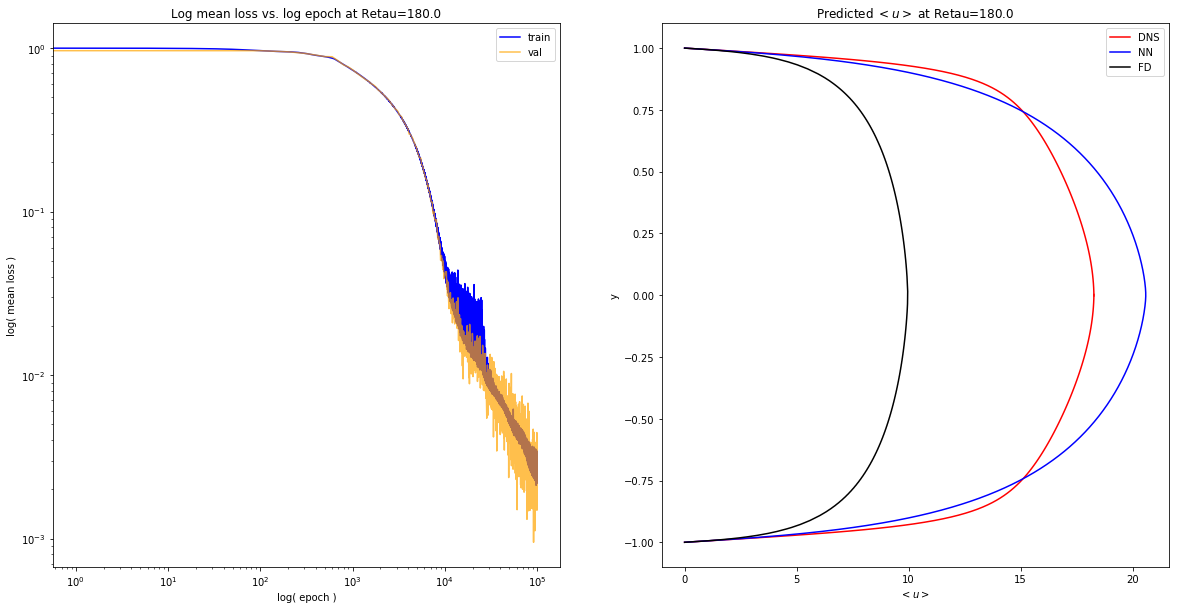 Log mean loss vs. log epoch at Retau=180.0
train
val
10⁰
10⁻¹
10⁻²
10⁻³
log( mean loss )
10⁰ 10¹ 10² 10³ 10⁴ 10⁵
log( epoch )
Predicted < u > at Retau=180.0
DNS
NN
FD
1.00
0.75
0.50
0.25
0.00
−0.25
−0.50
−0.75
−1.00
y
0 5 10 15 20
< u >